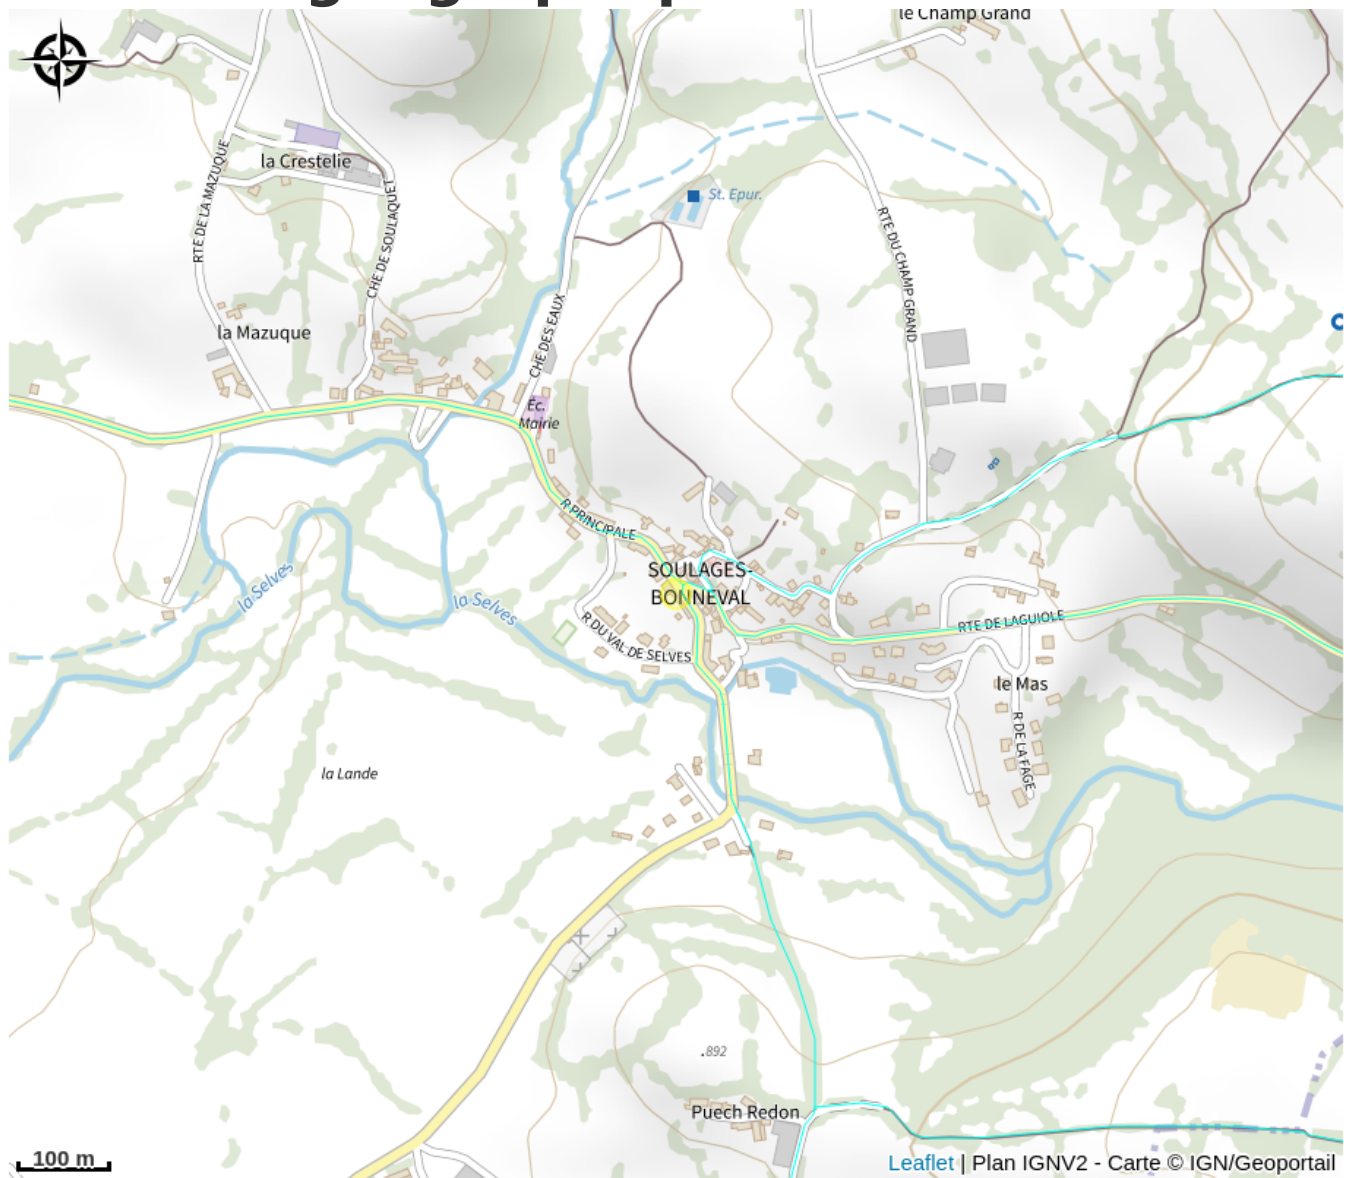 le Champ Grand
St. Epur.
la Crestelie
RTE DE LA MAZUQUE
CHE DE SOULAQUET
RTE DU CHAMP GRAND
CHE DES EAUX
la Mazuque
Éc.
Mairie
R PRINCIPALE
SOULAGES-
BONNEVAL
la Selves
la Selves
R DU VAL DE SELVES
RTE DE LAGUIOLE
le Mas
R DE LA FAGE
la Lande
.892
Puech Redon
100 m
Leaflet | Plan IGNV2 - Carte © IGN/Geoportail